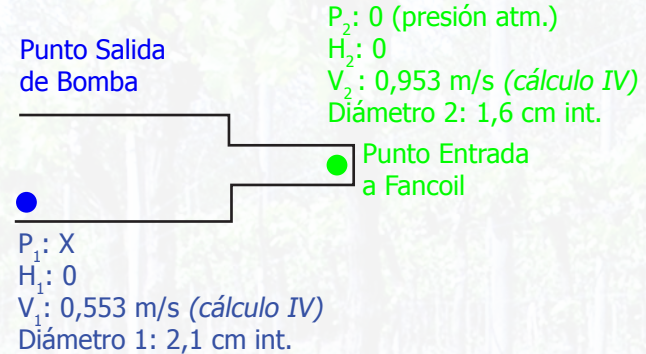 Punto Salida
de Bomba
P₂: 0 (presión atm.)
H₂: 0
V₂: 0,953 m/s (cálculo IV)
Diámetro 2: 1,6 cm int.
Punto Entrada
a Fancoil
P₁: X
H₁: 0
V₁: 0,553 m/s (cálculo IV)
Diámetro 1: 2,1 cm int.